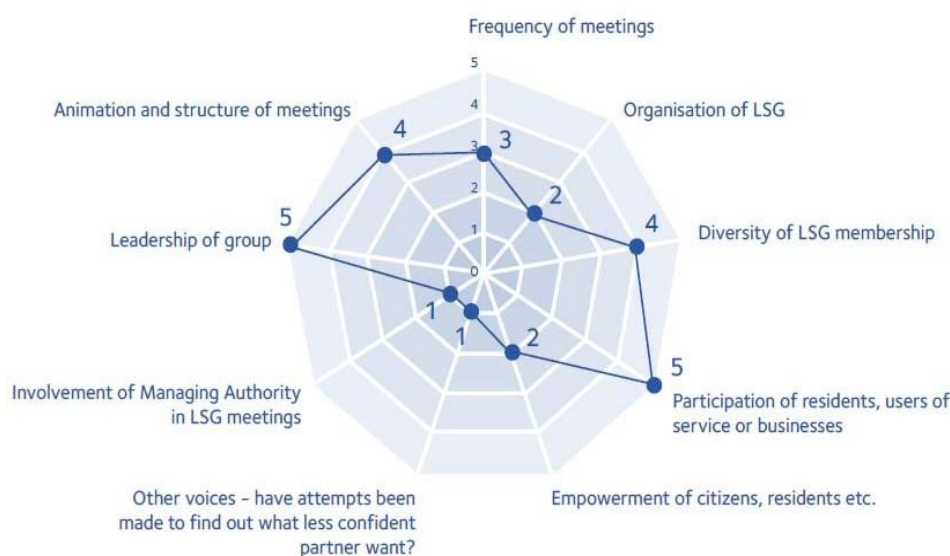 Frequency of meetings
5
Animation and structure of meetings
Organisation of LSG
4
4
3
3
2
2
5
4
1
Leadership of group
Diversity of LSG membership
0
1
1
2
5
Involvement of Managing Authority
in LSG meetings
Participation of residents, users of
service or businesses
Other voices - have attempts been
made to find out what less confident
partner want?
Empowerment of citizens, residents etc.